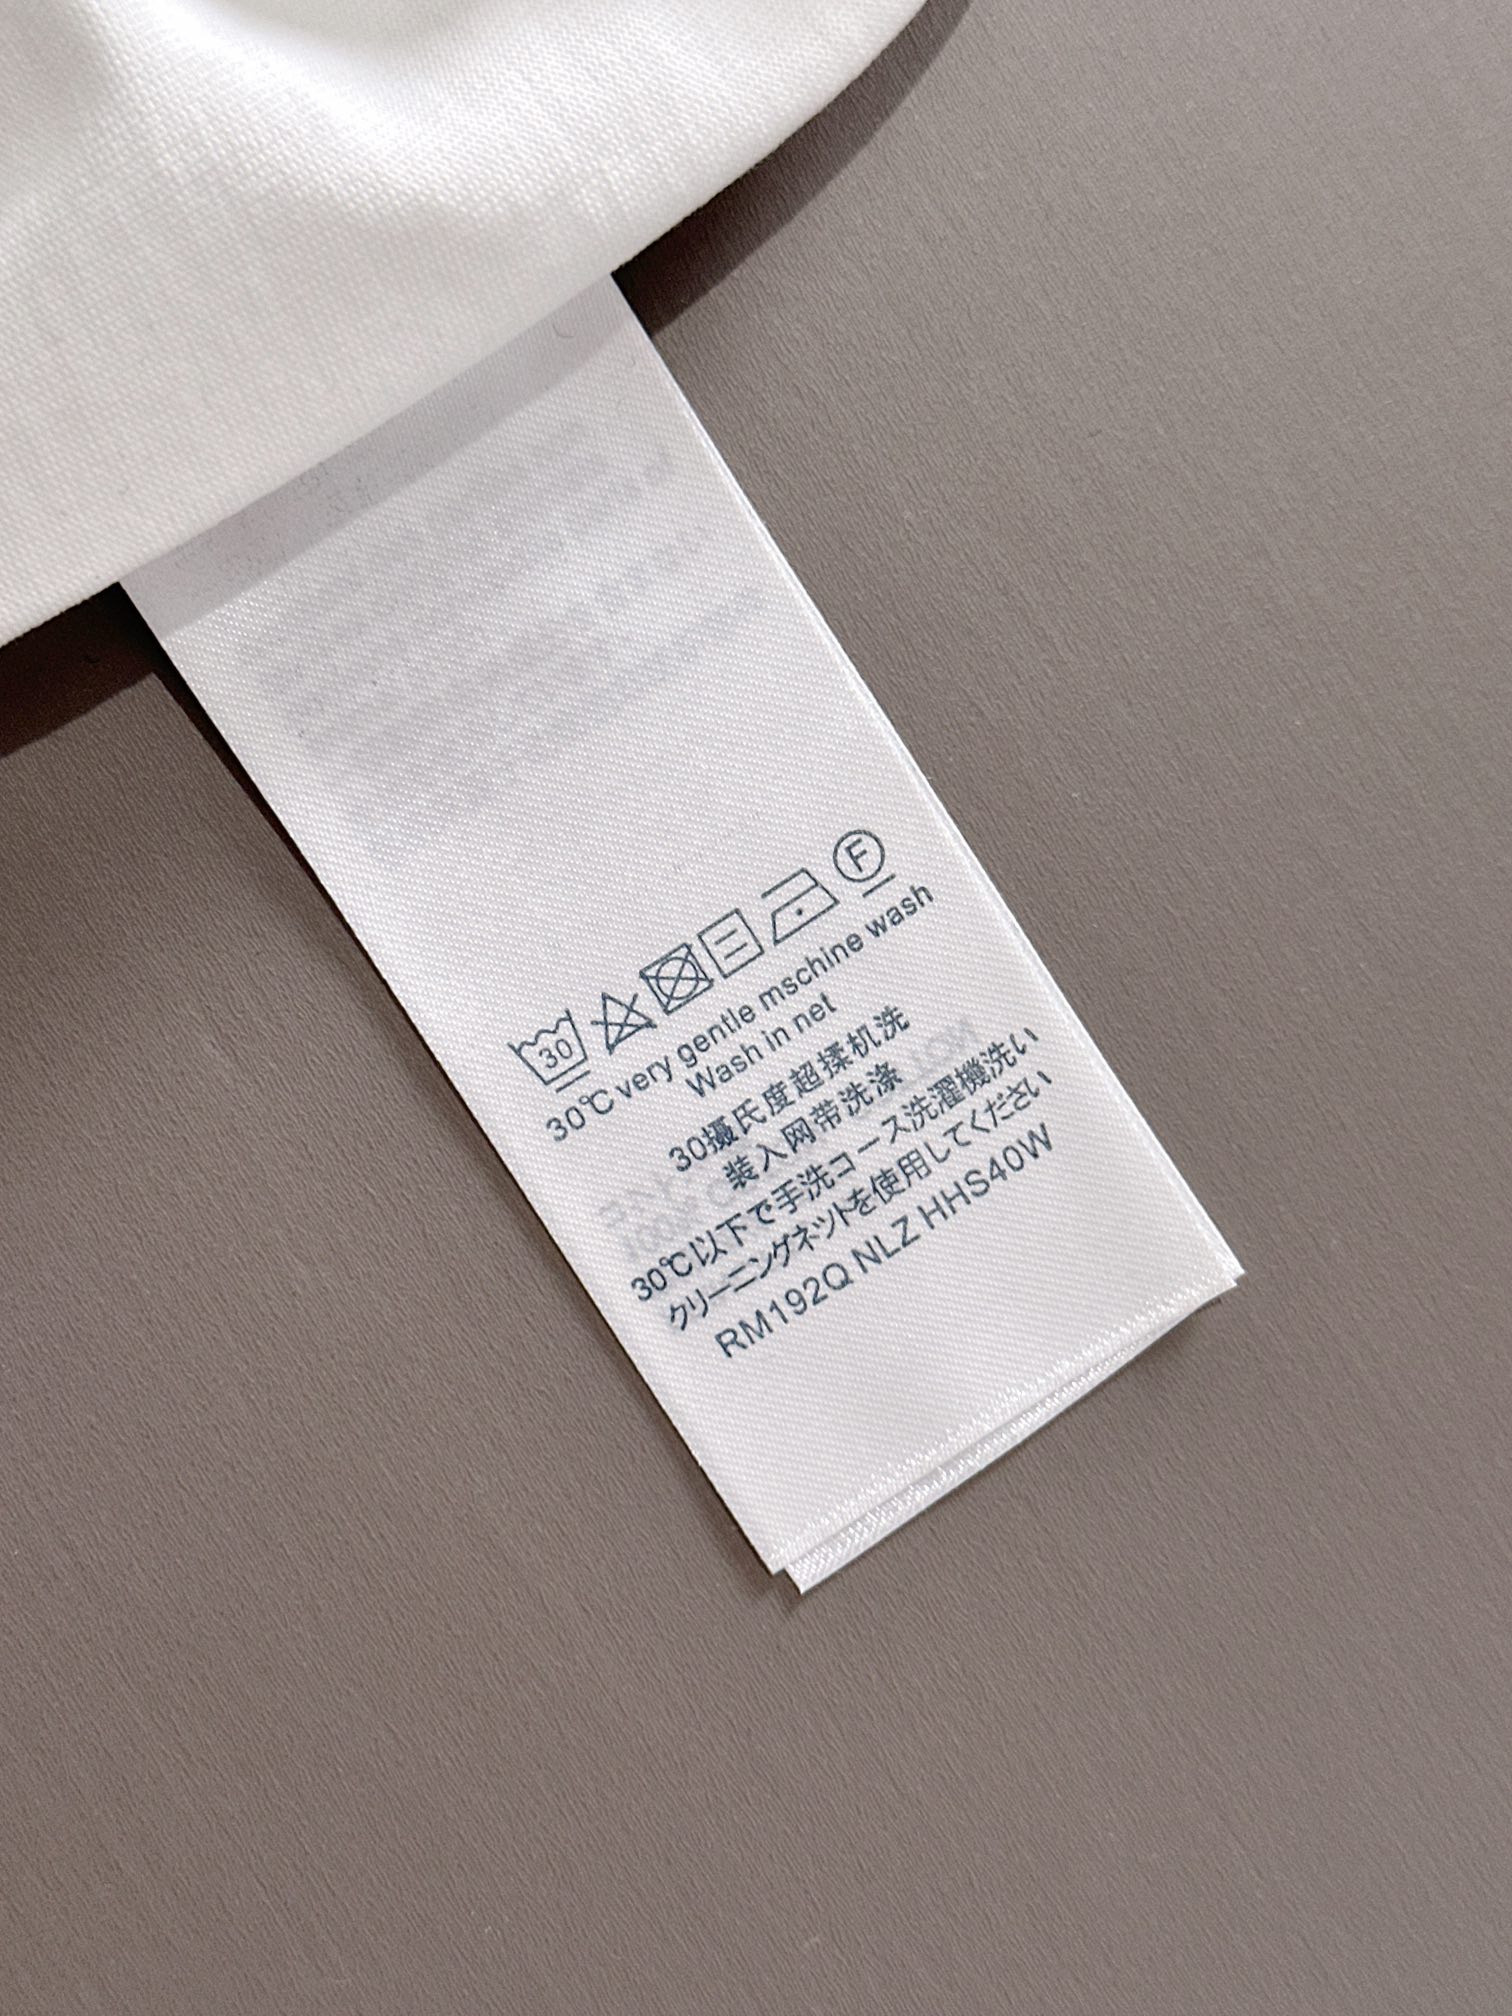 30
F
30℃ very gentle mschine wash
Wash in net
30攝氏度超揉机洗
装入网带洗涤
30℃以下で手洗コース洗濯機洗い
クリーニングネットを使用してください
RM192Q NLZ HHS40W